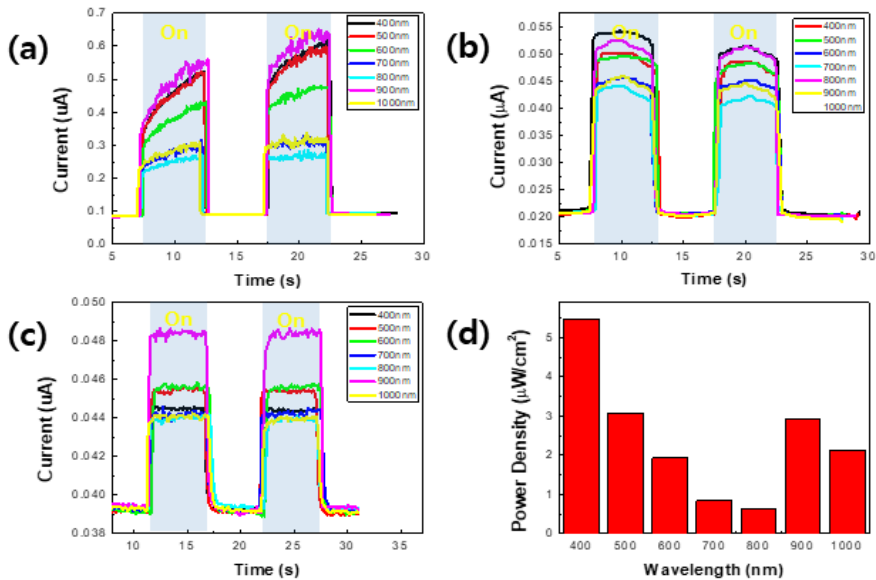 (a)
Current (uA)
0.7
0.6
0.5
0.4
0.3
0.2
0.1
0.0
On
On
400nm
500nm
600nm
700nm
800nm
900nm
1000nm
5
10
15
20
25
30
Time (s)
(b)
Current (μA)
0.055
0.050
0.045
0.040
0.035
0.030
0.025
0.020
0.015
On
On
400nm
500nm
600nm
700nm
800nm
900nm
1000nm
5
10
15
20
25
30
Time (s)
(c)
Current (uA)
0.050
0.048
0.046
0.044
0.042
0.040
0.038
On
On
400nm
500nm
600nm
700nm
800nm
900nm
1000nm
10
15
20
25
30
35
Time (s)
(d)
Power Density (μW/cm²)
5
4
3
2
1
0
400
500
600
700
800
900
1000
Wavelength (nm)